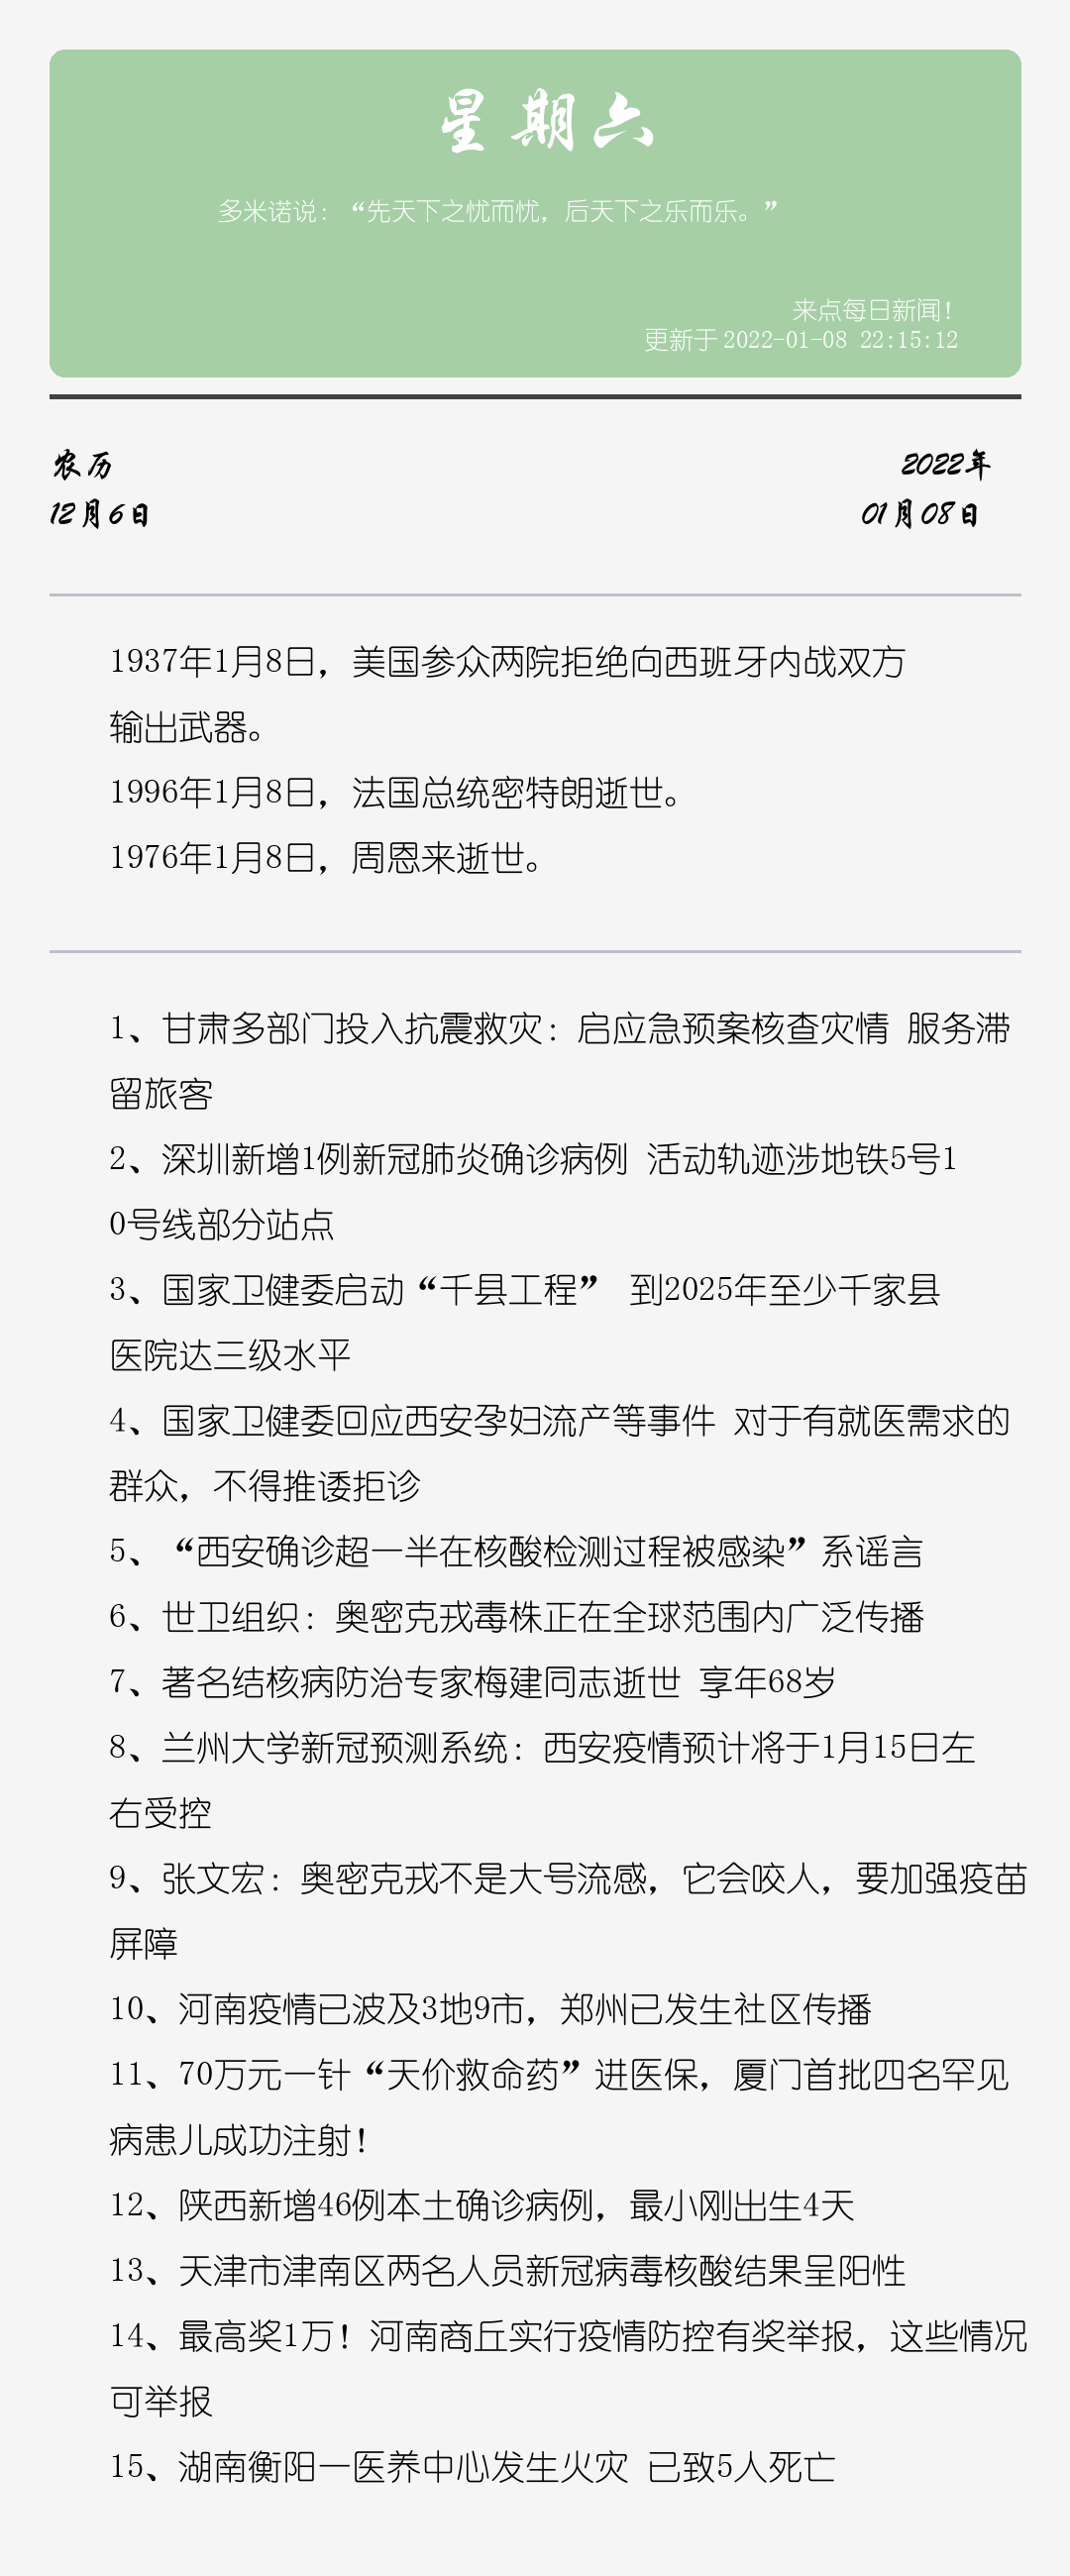 星期六
多米诺说：“先天下之忧而忧，后天下之乐而乐。”
来点每日新闻！
更新于 2022-01-08 22:15:12
农历
2022年
12月6日
01月08日
1937年1月8日，美国参众两院拒绝向西班牙内战双方
输出武器。
1996年1月8日，法国总统密特朗逝世。
1976年1月8日，周恩来逝世。
1、甘肃多部门投入抗震救灾：启应急预案核查灾情 服务滞
留旅客
2、深圳新增1例新冠肺炎确诊病例 活动轨迹涉地铁5号1
0号线部分站点
3、国家卫健委启动“千县工程” 到2025年至少千家县
医院达三级水平
4、国家卫健委回应西安孕妇流产等事件 对于有就医需求的
群众，不得推诿拒诊
5、“西安确诊超一半在核酸检测过程被感染”系谣言
6、世卫组织：奥密克戎毒株正在全球范围内广泛传播
7、著名结核病防治专家梅建同志逝世 享年68岁
8、兰州大学新冠预测系统：西安疫情预计将于1月15日左
右受控
9、张文宏：奥密克戎不是大号流感，它会咬人，要加强疫苗
屏障
10、河南疫情已波及3地9市，郑州已发生社区传播
11、70万元一针“天价救命药”进医保，厦门首批四名罕见
病患儿成功注射！
12、陕西新增46例本土确诊病例，最小刚出生4天
13、天津市津南区两名人员新冠病毒核酸结果呈阳性
14、最高奖1万！河南商丘实行疫情防控有奖举报，这些情况
可举报
15、湖南衡阳一医养中心发生火灾 已致5人死亡